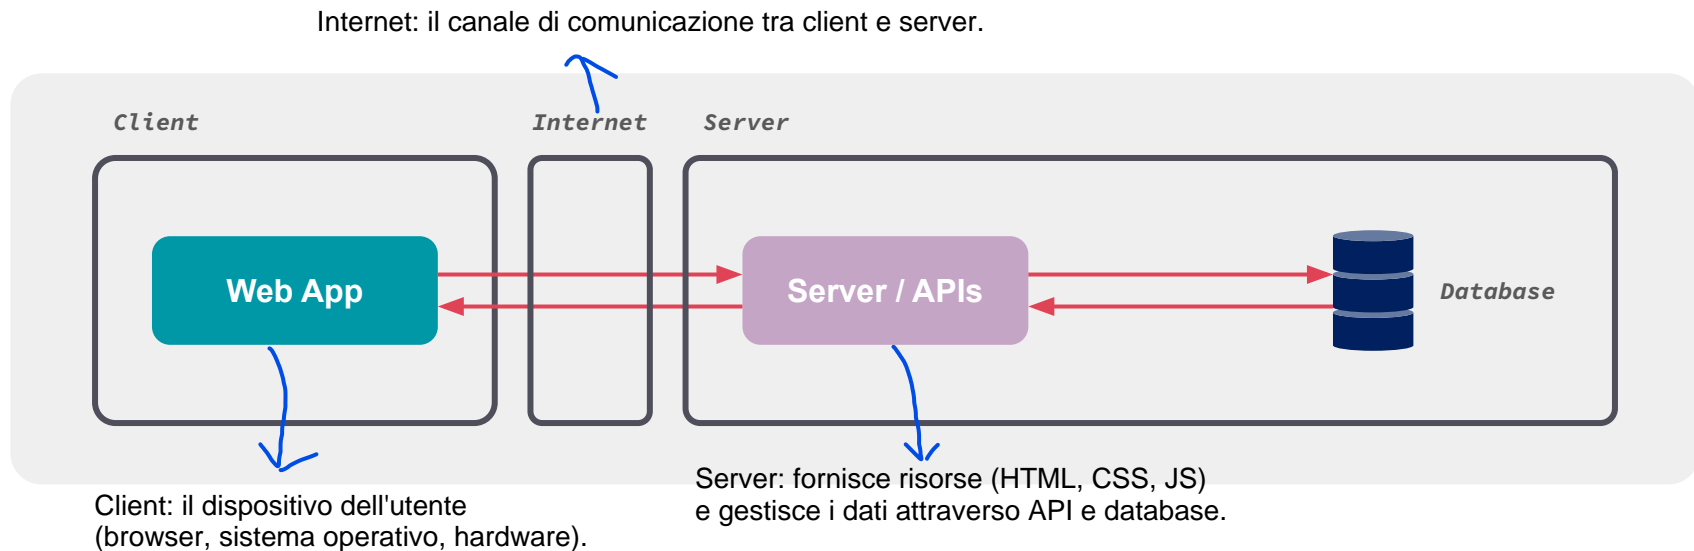 Internet: il canale di comunicazione tra client e server.
Client
Internet
Server
Web App
Server / APIs
Database
Client: il dispositivo dell'utente
(browser, sistema operativo, hardware).
Server: fornisce risorse (HTML, CSS, JS)
e gestisce i dati attraverso API e database.